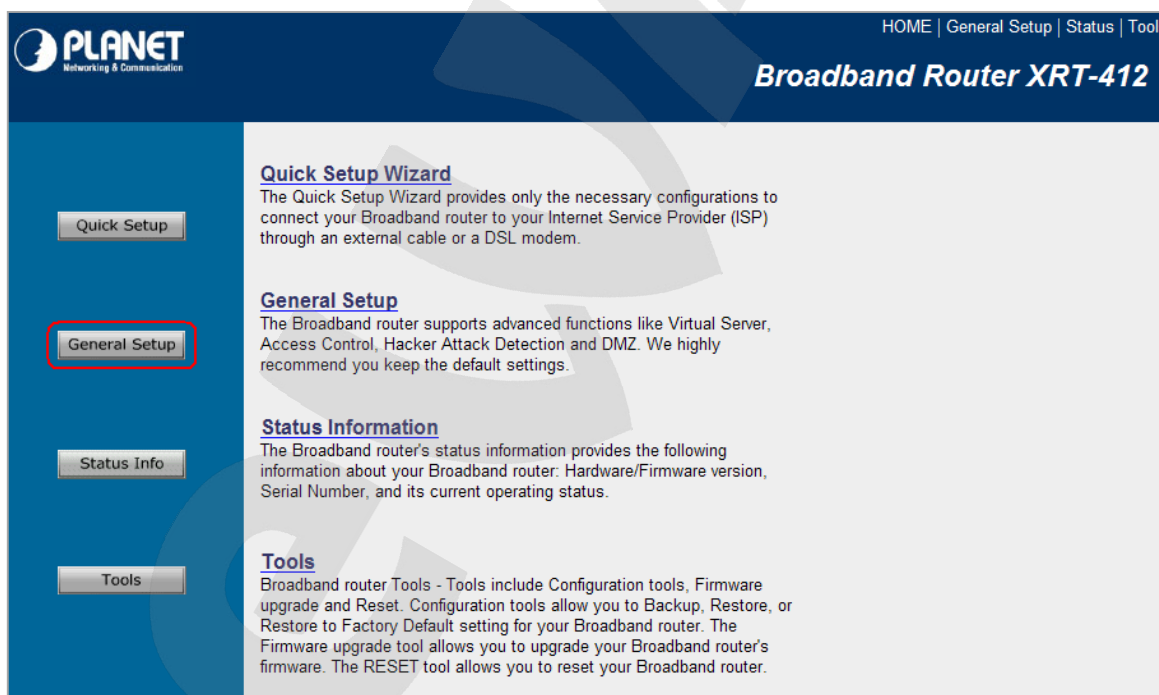 PLANET
Networking & Communication
HOME | General Setup | Status | Tool
Broadband Router XRT-412
Quick Setup
General Setup
Status Info
Tools
Quick Setup Wizard
The Quick Setup Wizard provides only the necessary configurations to
connect your Broadband router to your Internet Service Provider (ISP)
through an external cable or a DSL modem.
General Setup
The Broadband router supports advanced functions like Virtual Server,
Access Control, Hacker Attack Detection and DMZ. We highly
recommend you keep the default settings.
Status Information
The Broadband router's status information provides the following
information about your Broadband router: Hardware/Firmware version,
Serial Number, and its current operating status.
Tools
Broadband router Tools - Tools include Configuration tools, Firmware
upgrade and Reset. Configuration tools allow you to Backup, Restore, or
Restore to Factory Default setting for your Broadband router. The
Firmware upgrade tool allows you to upgrade your Broadband router's
firmware. The RESET tool allows you to reset your Broadband router.